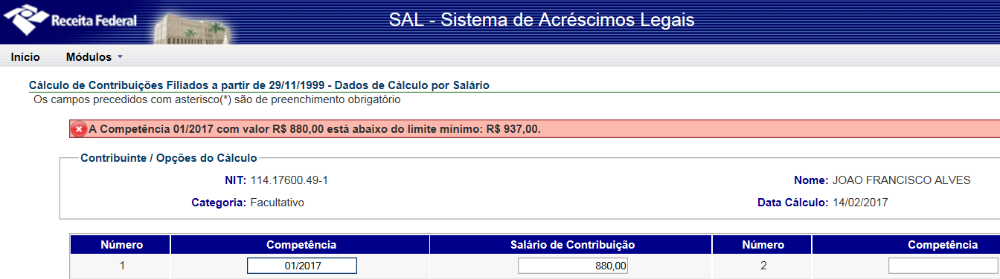 Receita Federal
SAL - Sistema de Acréscimos Legais
Início Módulos
Cálculo de Contribuições Filiados a partir de 29/11/1999 - Dados de Cálculo por Salário
Os campos precedidos com asterisco(*) são de preenchimento obrigatório
A Competência 01/2017 com valor R$ 880,00 está abaixo do limite mínimo: R$ 937,00.
Contribuinte / Opções do Cálculo
NIT: 114.17600.49-1 Nome: JOAO FRANCISCO ALVES
Categoria: Facultativo Data Cálculo: 14/02/2017
Número Competência Salário de Contribuição Número Competência
1 01/2017 880,00 2